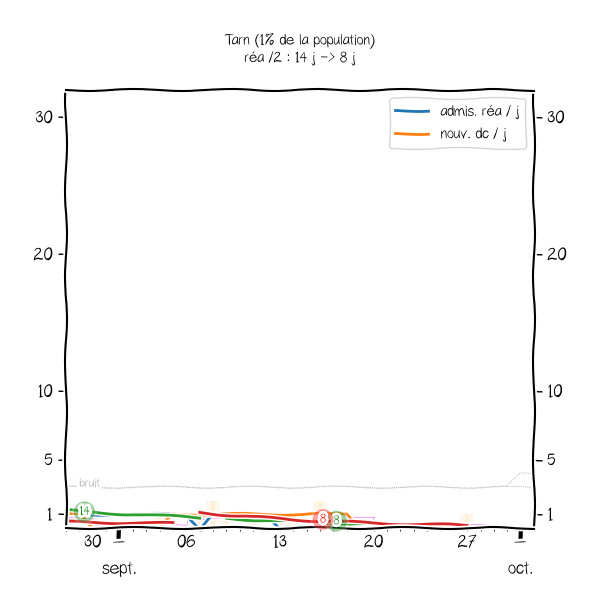 Tarn (1% de la population)
réa /2 : 14 j -> 8 j
admis. réa / j
nouv. dc / j
30 30
20 20
10 10
5 5
bruit
1 1
14
8 8
30 06 13 20 27
sept. oct.